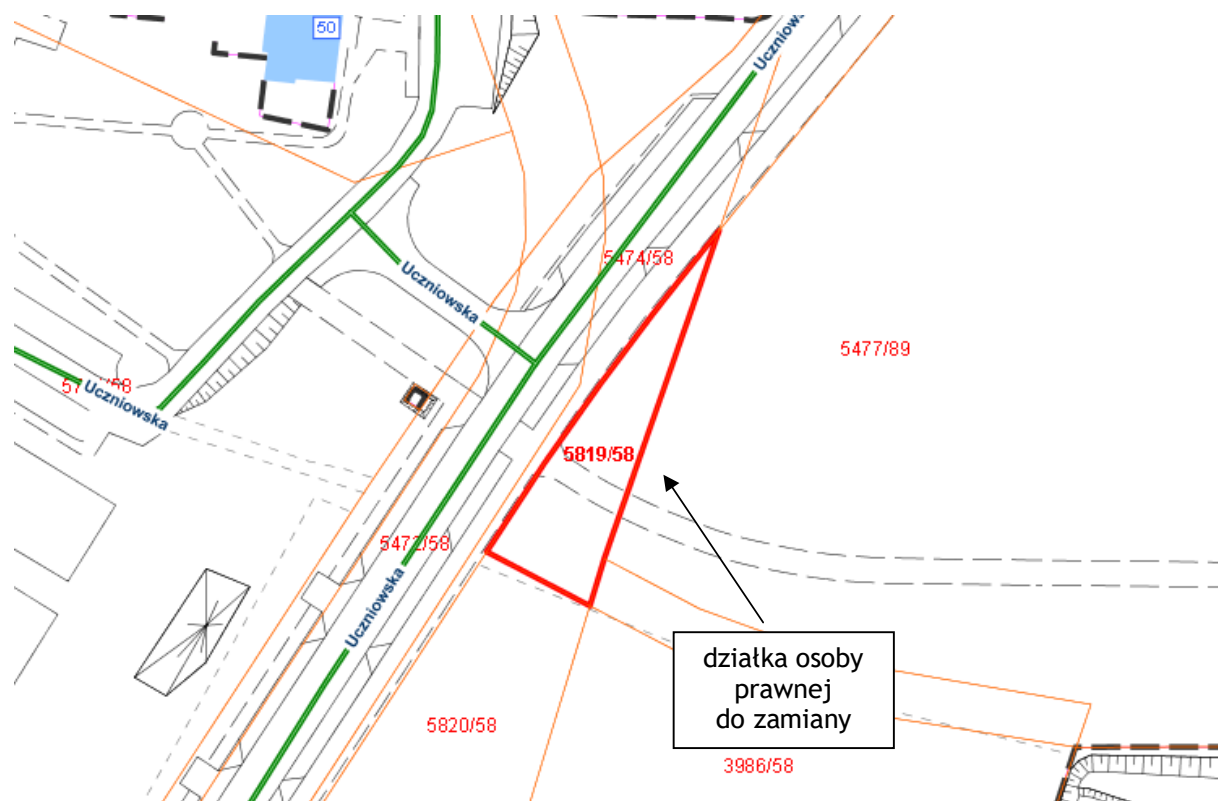 50
Uczniowska
5474/58
Uczniowska
5477/89
Uczniowska
5819/58
5472/58
Uczniowska
działka osoby
prawnej
do zamiany
5820/58
3986/58